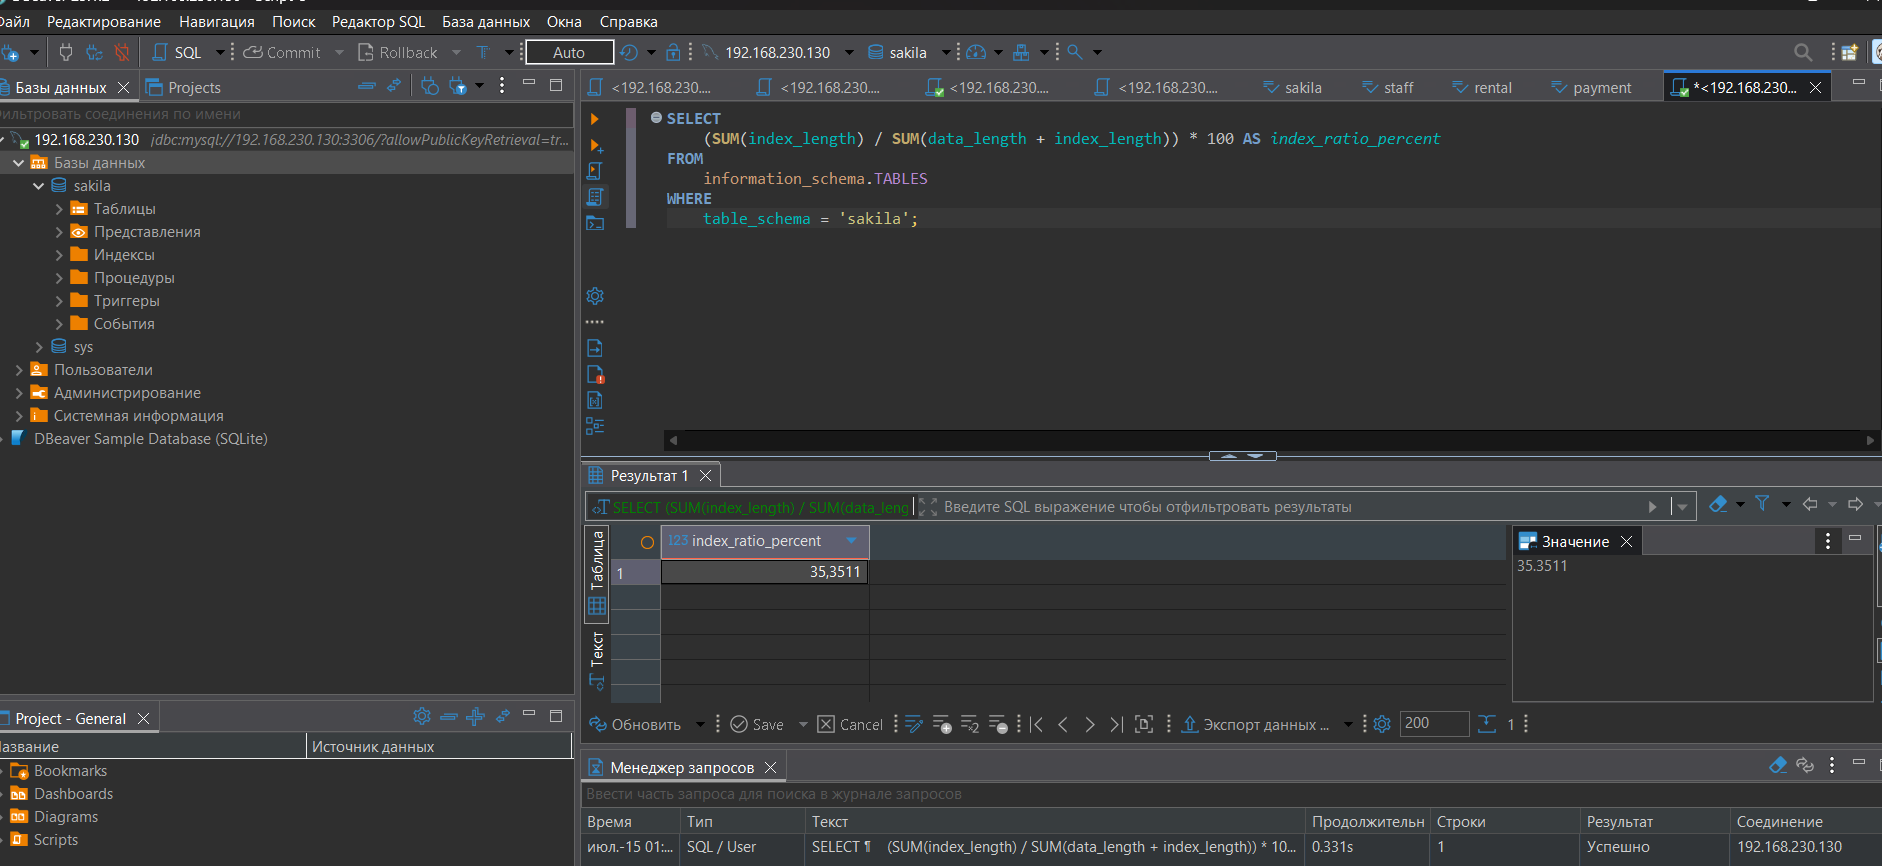 Редактирование Навигация Поиск Редактор SQL База данных Окна Справка
SQL Commit Rollback T Auto 192.168.230.130 sakila
Базы данных Projects
<192.168.230.... <192.168.230.... <192.168.230.... <192.168.230.... sakila staff rental payment *<192.168.230...
соединения по имени
192.168.230.130 jdbc:mysql://192.168.230.130:3306/?allowPublicKeyRetrieval=tr...
Базы данных
sakila
Таблицы
Представления
Индексы
Процедуры
Триггеры
События
sys
Пользователи
Администрирование
Системная информация
DBeaver Sample Database (SQLite)
SELECT
(SUM(index_length) / SUM(data_length + index_length)) * 100 AS index_ratio_percent
FROM
information_schema.TABLES
WHERE
table_schema = 'sakila';
Результат 1
SELECT (SUM(index_length) / SUM(data_leng Введите SQL выражение чтобы отфильтровать результаты
Таблица
Текст
123 index_ratio_percent
1 35,3511
Значение
35.3511
Обновить Save Cancel Экспорт данных ... 200 1
Project - General
Источник данных
Bookmarks
Dashboards
Diagrams
Scripts
Менеджер запросов
Ввести часть запроса для поиска в журнале запросов
Время Тип Текст Продолжительн Строки Результат Соединение
июл.-15 01:... SQL / User SELECT ¶ (SUM(index_length) / SUM(data_length + index_length)) * 10... 0.331s 1 Успешно 192.168.230.130